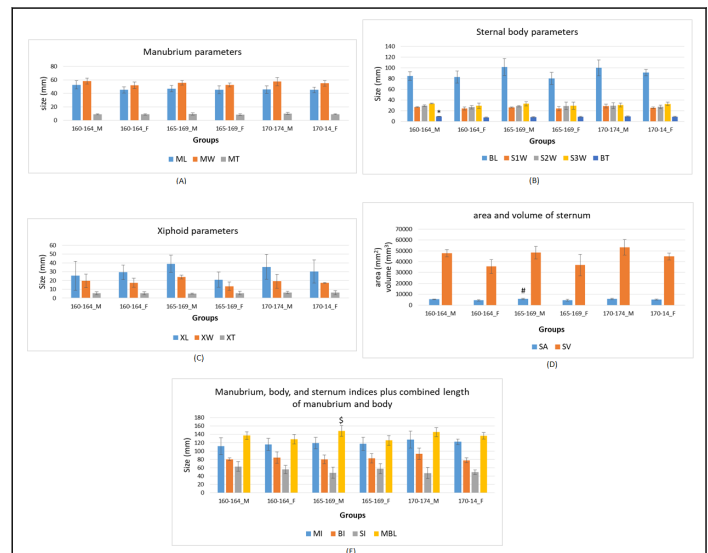 Manubrium parameters
size (mm)
80
60
40
20
0
160-164_M 160-164_F 165-169_M 165-169_F 170-174_M 170-14_F
Groups
ML MW MT
(A)
Sternal body parameters
Size (mm)
140
120
100
80
60
40
20
0
*
160-164_M 160-164_F 165-169_M 165-169_F 170-174_M 170-14_F
Groups
BL S1W S2W S3W BT
(B)
Xiphoid parameters
Size (mm)
60
50
40
30
20
10
0
160-164_M 160-164_F 165-169_M 165-169_F 170-174_M 170-14_F
Groups
XL XW XT
(C)
area and volume of sternum
area (mm²)
volume (mm³)
70000
60000
50000
40000
30000
20000
10000
0
#
160-164_M 160-164_F 165-169_M 165-169_F 170-174_M 170-14_F
Groups
SA SV
(D)
Manubrium, body, and sternum indices plus combined length
of manubrium and body
Size (mm)
180
160
140
120
100
80
60
40
20
0
$
160-164_M 160-164_F 165-169_M 165-169_F 170-174_M 170-14_F
Groups
MI BI SI MBL
(E)